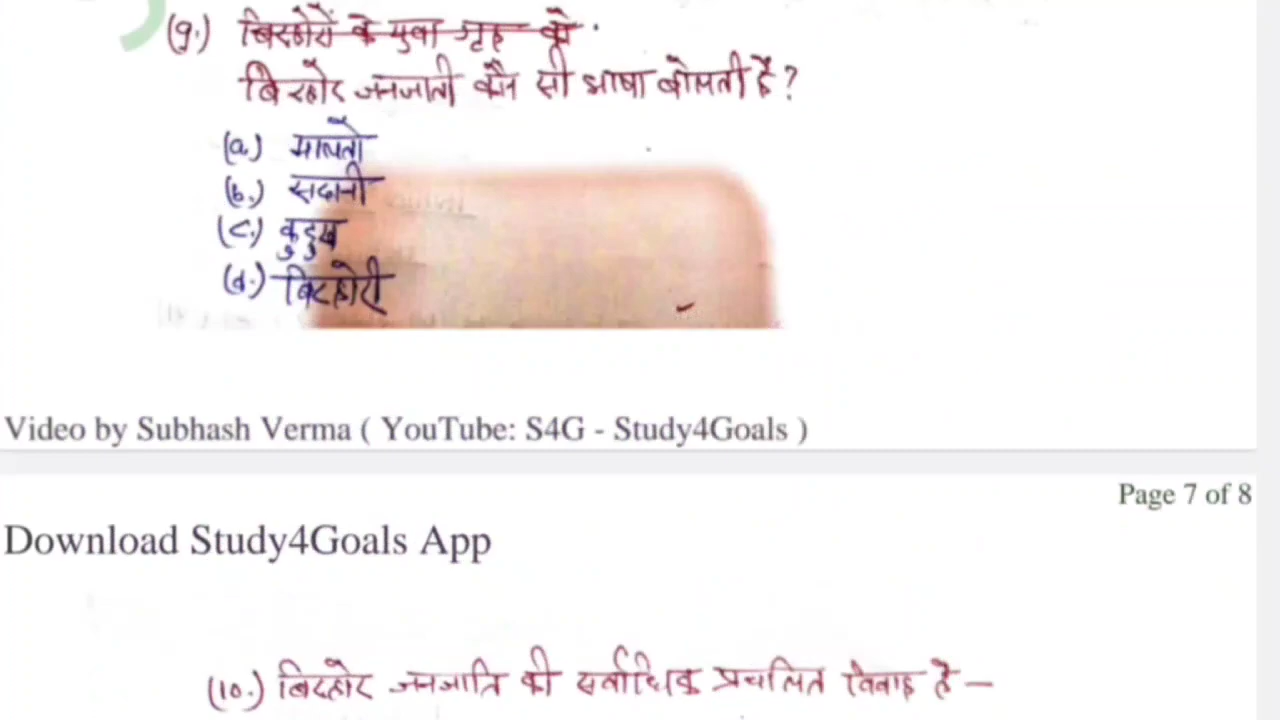 (9.) बिरहोरों के युवा गृह को
बिरहोर जनजाती कौन सी भाषा बोलती है ?
(a.) माल्तो
(b.) सदानी
(c.) कुडुख
(d.) बिरहोरी
Video by Subhash Verma ( YouTube: S4G - Study4Goals )
Page 7 of 8
Download Study4Goals App
(10.) बिरहोर जनजाति की सर्वाधिक प्रचलित विवाह है —